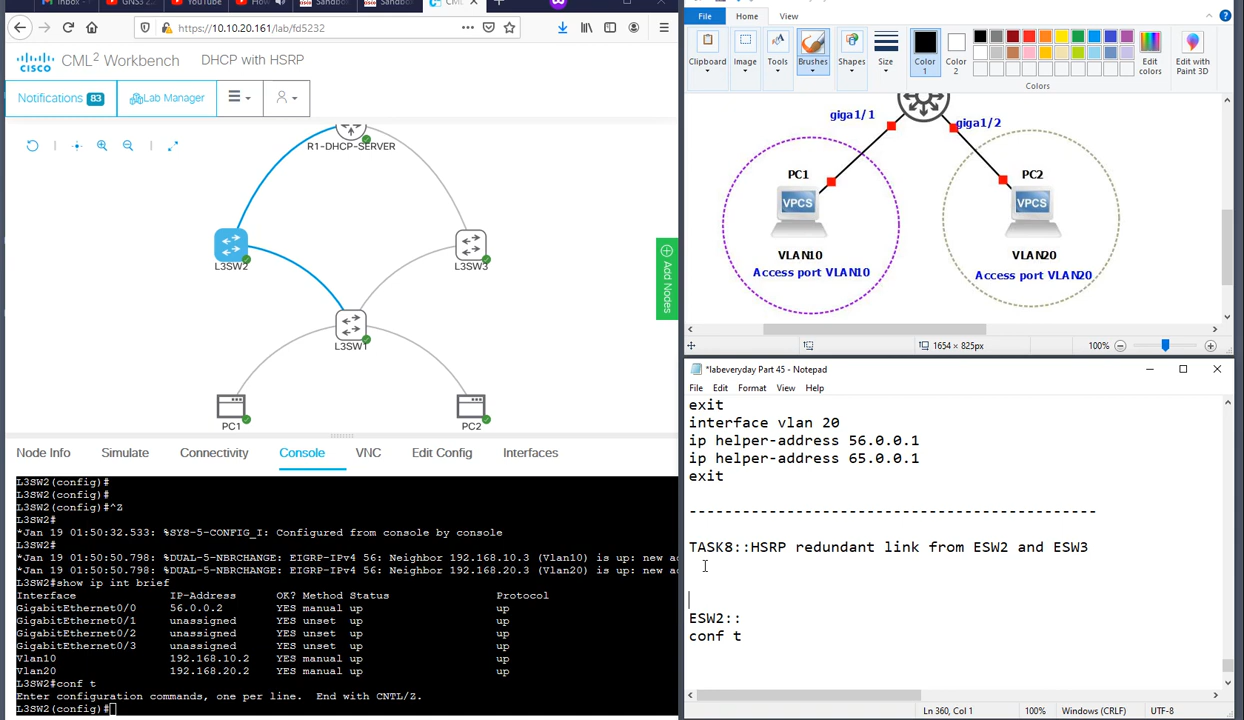 Inbox -
GNS3 2.
YouTube
How
Sandbo
Sandbo
CML
https://10.10.20.161/lab/fd5232
CISCO
CML² Workbench
DHCP with HSRP
Notifications 83
Lab Manager
R1-DHCP-SERVER
L3SW2
L3SW3
L3SW1
PC1
PC2
Add Nodes
Node Info
Simulate
Connectivity
Console
VNC
Edit Config
Interfaces
L3SW2(config)#
L3SW2(config)#
L3SW2(config)#^Z
L3SW2#
*Jan 19 01:50:32.533: %SYS-5-CONFIG_I: Configured from console by console
L3SW2#
*Jan 19 01:50:50.798: %DUAL-5-NBRCHANGE: EIGRP-IPv4 56: Neighbor 192.168.10.3 (Vlan10) is up: new a
*Jan 19 01:50:50.798: %DUAL-5-NBRCHANGE: EIGRP-IPv4 56: Neighbor 192.168.20.3 (Vlan20) is up: new a
L3SW2#show ip int brief
Interface IP-Address OK? Method Status Protocol
GigabitEthernet0/0 56.0.0.2 YES manual up up
GigabitEthernet0/1 unassigned YES unset up up
GigabitEthernet0/2 unassigned YES unset up up
GigabitEthernet0/3 unassigned YES unset up up
Vlan10 192.168.10.2 YES manual up up
Vlan20 192.168.20.2 YES manual up up
L3SW2#conf t
Enter configuration commands, one per line. End with CNTL/Z.
L3SW2(config)#
File
Home
View
Clipboard
Image
Tools
Brushes
Shapes
Size
Color 1
Color 2
Edit colors
Edit with Paint 3D
Colors
giga1/1
giga1/2
PC1
PC2
VPCS
VPCS
VLAN10
VLAN20
Access port VLAN10
Access port VLAN20
1654 × 825px
100%
*labeveryday Part 45 - Notepad
File Edit Format View Help
exit
interface vlan 20
ip helper-address 56.0.0.1
ip helper-address 65.0.0.1
exit
-----------------------------------------------
TASK8::HSRP redundant link from ESW2 and ESW3
ESW2::
conf t
Ln 360, Col 1
100%
Windows (CRLF)
UTF-8